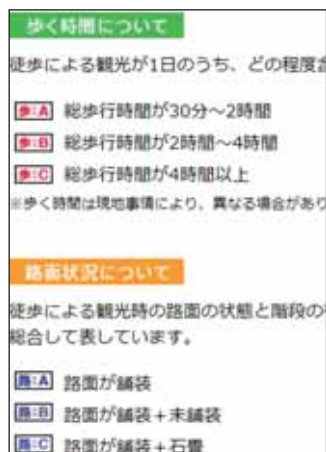 歩く時間について
徒歩による観光が1日のうち、どの程度
歩:A 総歩行時間が30分～2時間
歩:B 総歩行時間が2時間～4時間
歩:C 総歩行時間が4時間以上
※歩く時間は現地事情により、異なる場合があり
路面状況について
徒歩による観光時の路面の状態と階段の
総合して表しています。
路:A 路面が舗装
路:B 路面が舗装+未舗装
路:C 路面が舗装+石畳